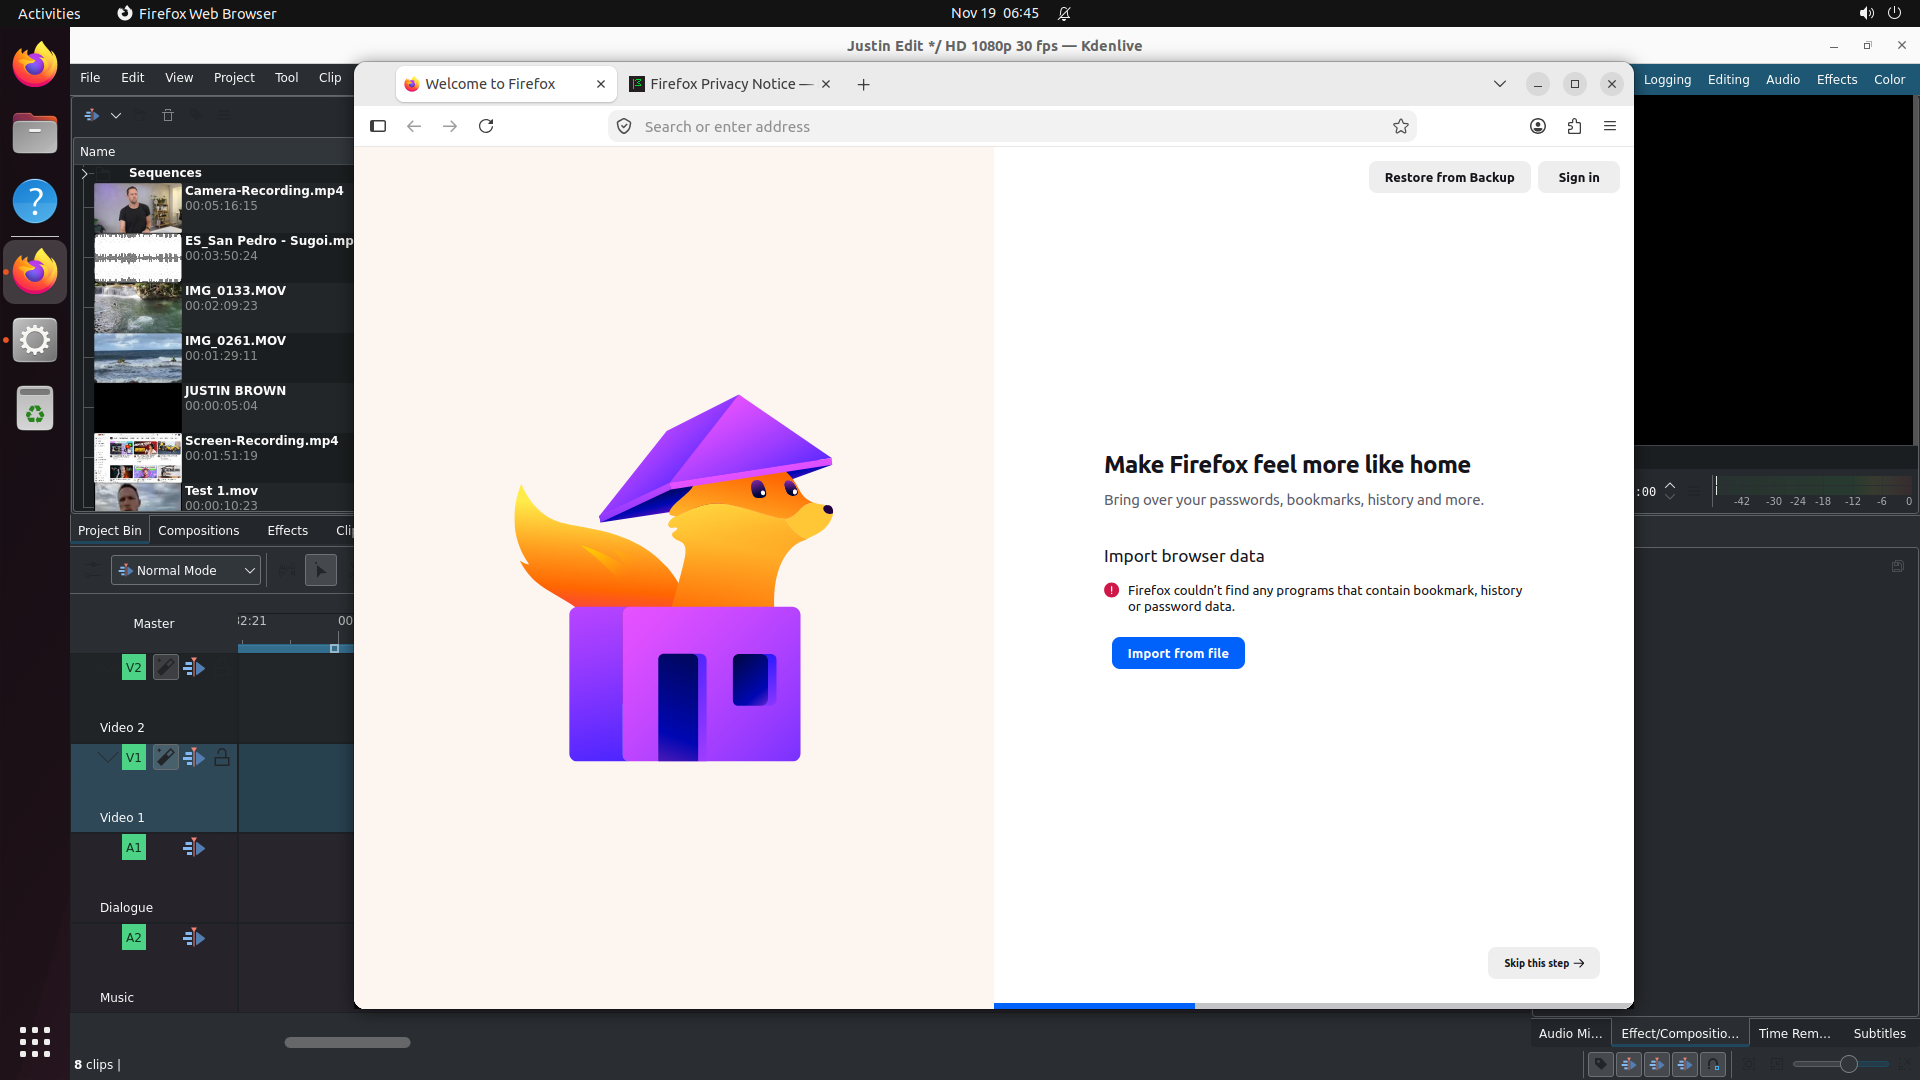 Activities
Firefox Web Browser
Nov 19 06:45
Justin Edit */ HD 1080p 30 fps — Kdenlive
File Edit View Project Tool Clip
Logging Editing Audio Effects Color
Welcome to Firefox
Firefox Privacy Notice —
Search or enter address
Restore from Backup
Sign in
Name
Sequences
Camera-Recording.mp4
00:05:16:15
ES_San Pedro - Sugoi.mp
00:03:50:24
IMG_0133.MOV
00:02:09:23
IMG_0261.MOV
00:01:29:11
JUSTIN BROWN
00:00:05:04
Screen-Recording.mp4
00:01:51:19
Test 1.mov
00:00:10:23
Project Bin Compositions Effects Cli
Make Firefox feel more like home
Bring over your passwords, bookmarks, history and more.
Import browser data
Firefox couldn’t find any programs that contain bookmark, history
or password data.
Import from file
Skip this step
:00
-42 -30 -24 -18 -12 -6 0
Normal Mode
Master
32:21 00
V2
Video 2
V1
Video 1
A1
Dialogue
A2
Music
8 clips |
Audio Mi... Effect/Compositio... Time Rem... Subtitles